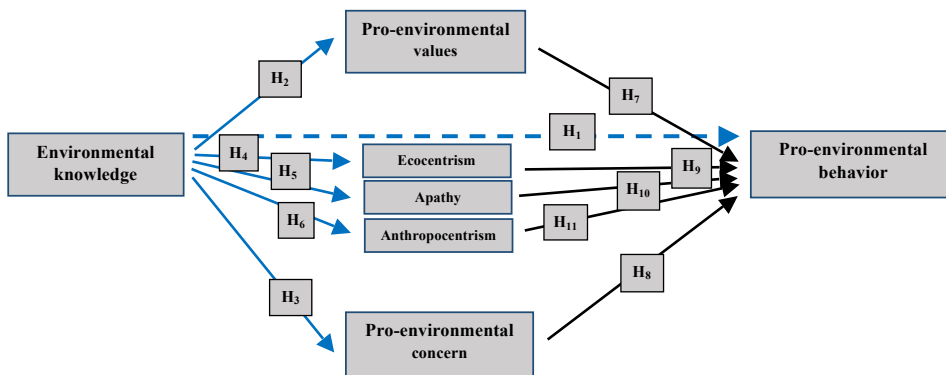 Pro-environmental
values
H2
H7
H1
Environmental
knowledge
H4
Ecocentrism
H9
Pro-environmental
behavior
H5
Apathy
H10
H6
Anthropocentrism
H11
H3
H8
Pro-environmental
concern